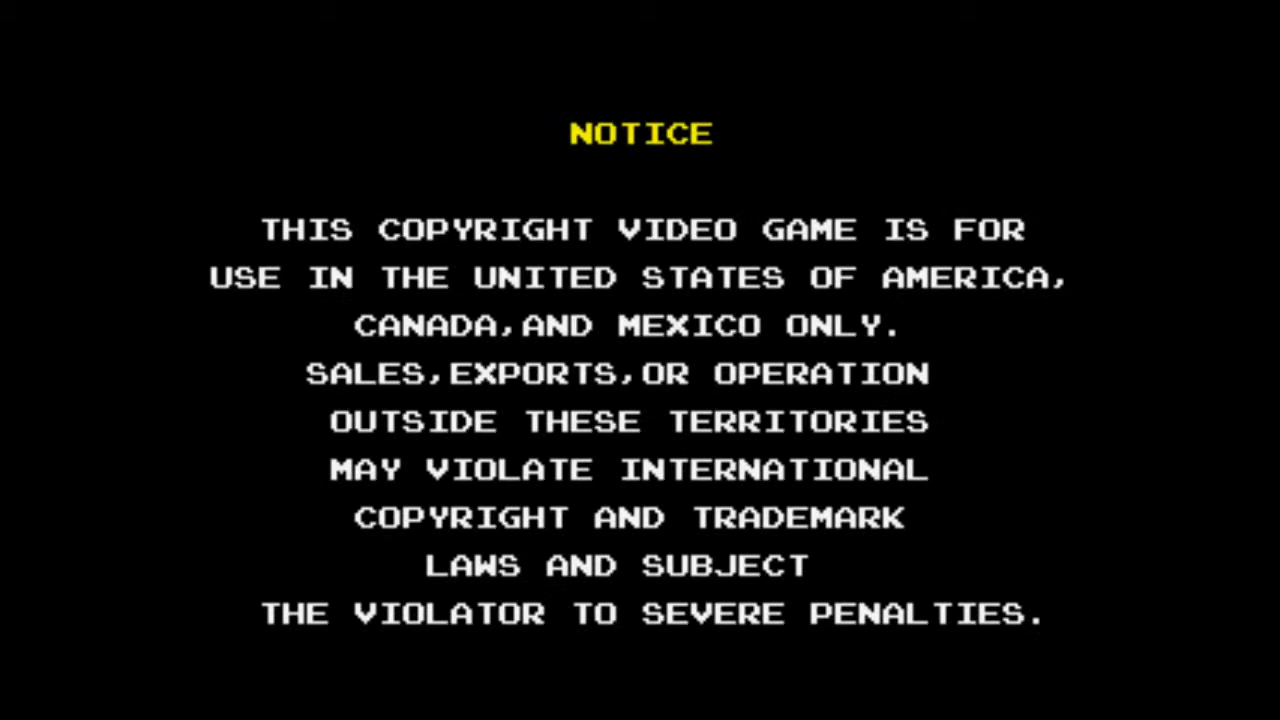 NOTICE
THIS COPYRIGHT VIDEO GAME IS FOR
USE IN THE UNITED STATES OF AMERICA,
CANADA,AND MEXICO ONLY.
SALES,EXPORTS,OR OPERATION
OUTSIDE THESE TERRITORIES
MAY VIOLATE INTERNATIONAL
COPYRIGHT AND TRADEMARK
LAWS AND SUBJECT
THE VIOLATOR TO SEVERE PENALTIES.